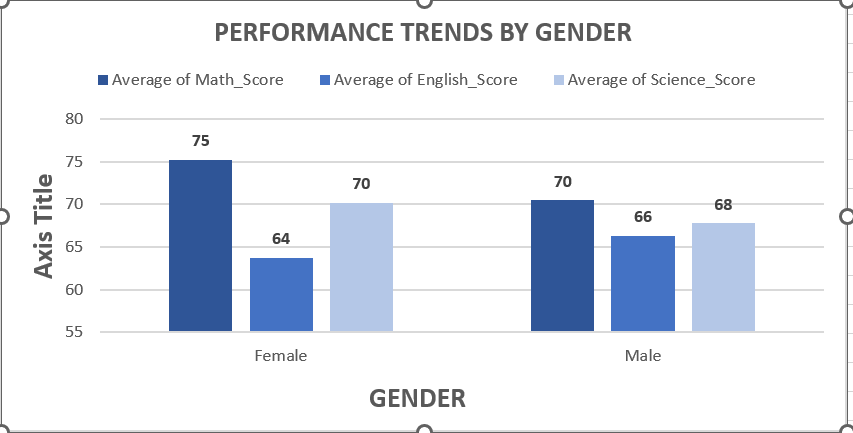 PERFORMANCE TRENDS BY GENDER
Average of Math_Score Average of English_Score Average of Science_Score
80
75
70
65
60
55
Axis Title
75
64
70
70
66
68
Female Male
GENDER